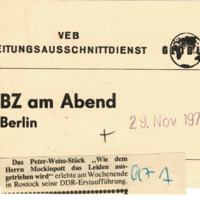 VEB
EITUNGSAUSSCHNITTDIENST
BZ am Abend
Berlin
29. Nov 197
Das Peter-Weiss-Stück „Wie dem
Herrn Mockinpott das Leiden aus-
getrieben wird" erlebte am Wochenende
in Rostock seine DDR-Erstaufführung.